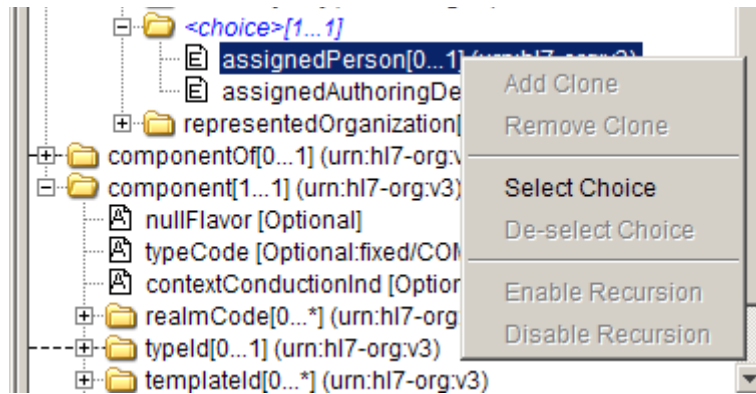 <choice>[1...1]
E assignedPerson[0...1] (urn:hl7-org:v3)
E assignedAuthoringDe
representedOrganization[
componentOf[0...1] (urn:hl7-org:v
component[1...1] (urn:hl7-org:v3)
A nullFlavor [Optional]
A typeCode [Optional:fixed/COM
A contextConductionInd [Option
realmCode[0...*] (urn:hl7-org
typeId[0...1] (urn:hl7-org:v3)
templateId[0...*] (urn:hl7-org:v3)
Add Clone
Remove Clone
Select Choice
De-select Choice
Enable Recursion
Disable Recursion